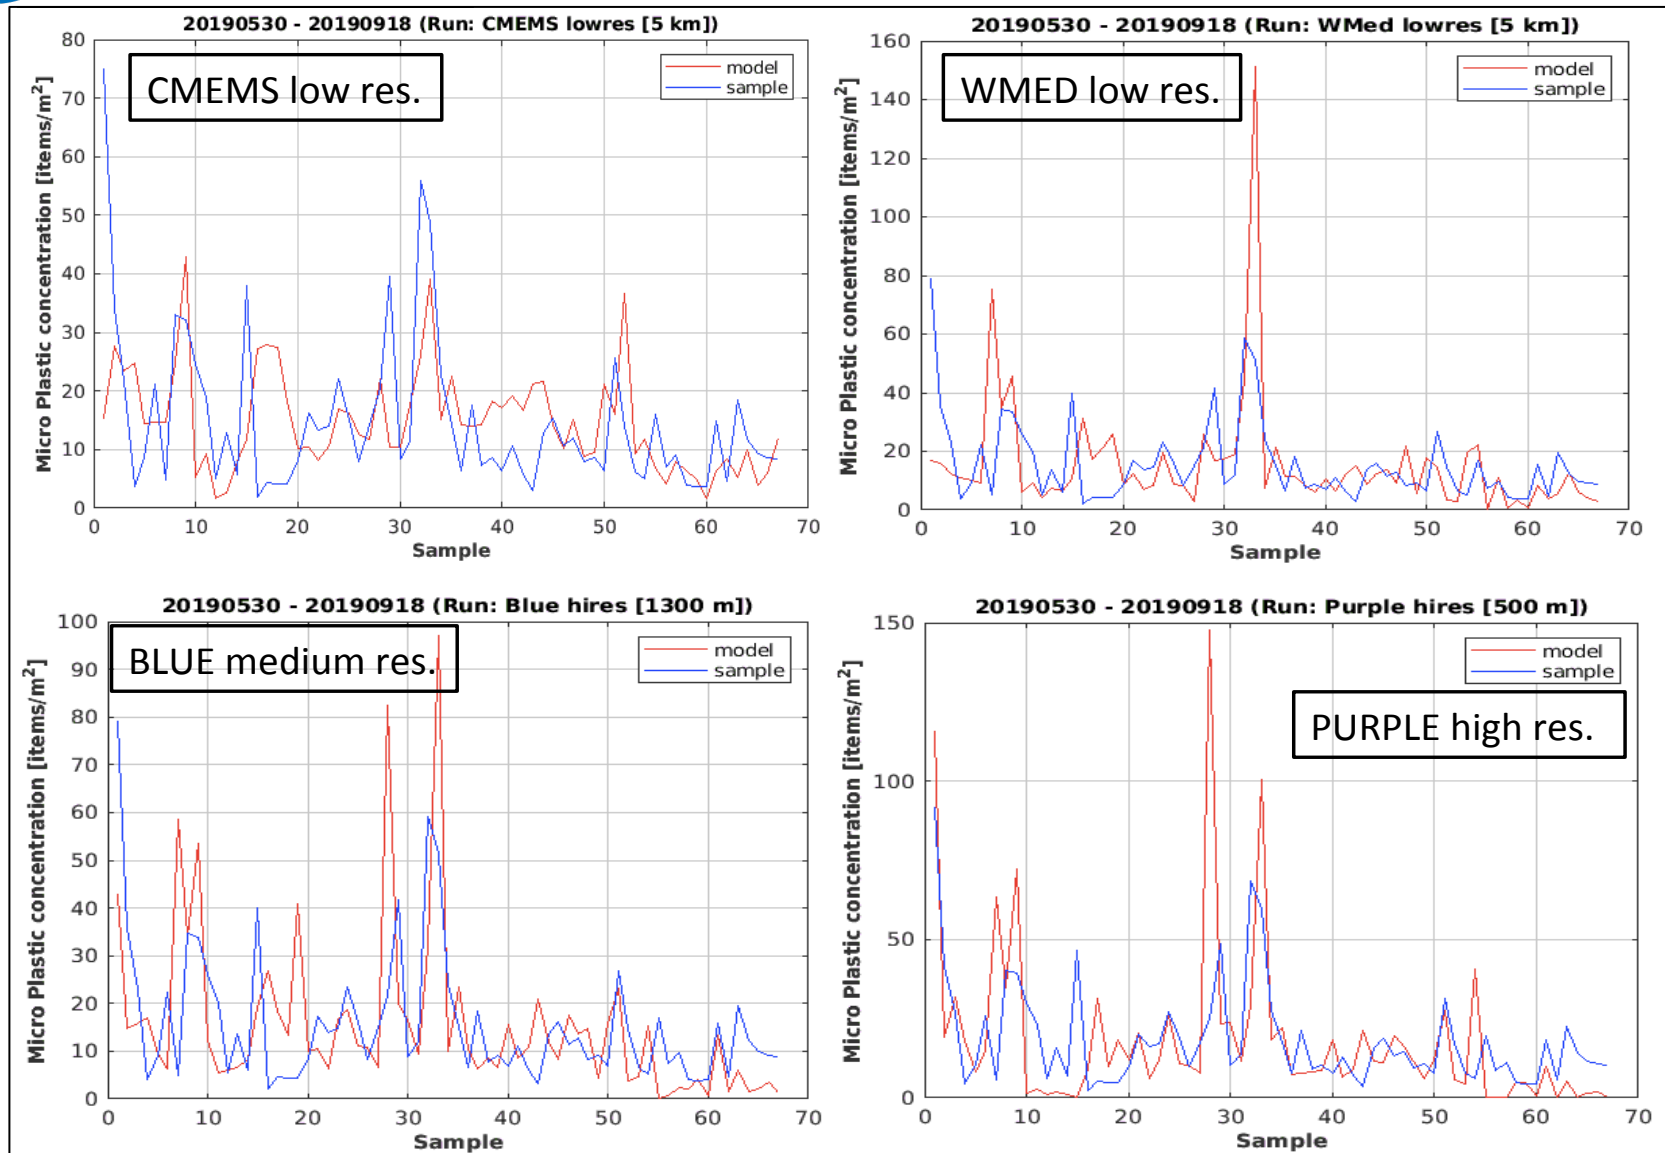 20190530 - 20190918 (Run: CMEMS lowres [5 km])
CMEMS low res.
model
sample
Micro Plastic concentration [items/m²]
80
70
60
50
40
30
20
10
0
0 10 20 30 40 50 60 70
Sample
20190530 - 20190918 (Run: WMed lowres [5 km])
WMED low res.
model
sample
Micro Plastic concentration [items/m²]
160
140
120
100
80
60
40
20
0
0 10 20 30 40 50 60 70
Sample
20190530 - 20190918 (Run: Blue hires [1300 m])
BLUE medium res.
model
sample
Micro Plastic concentration [items/m²]
100
90
80
70
60
50
40
30
20
10
0
0 10 20 30 40 50 60 70
Sample
20190530 - 20190918 (Run: Purple hires [500 m])
model
sample
PURPLE high res.
Micro Plastic concentration [items/m²]
150
100
50
0
0 10 20 30 40 50 60 70
Sample